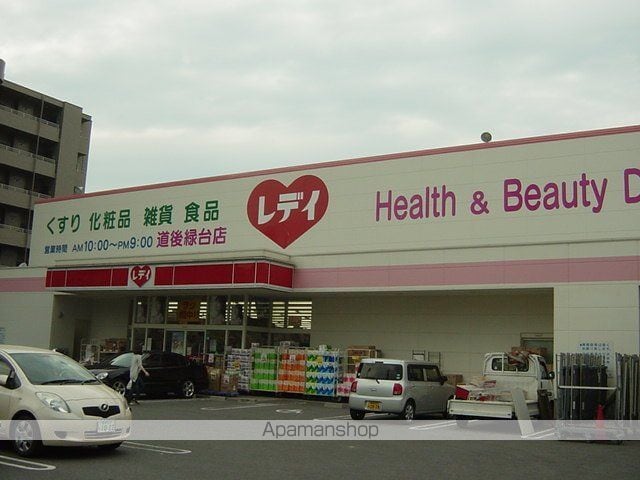 くすり 化粧品 雑貨 食品
営業時間 AM10:00～PM9:00 道後緑台店
レデイ
Health & Beauty D
レデイ
Apamanshop